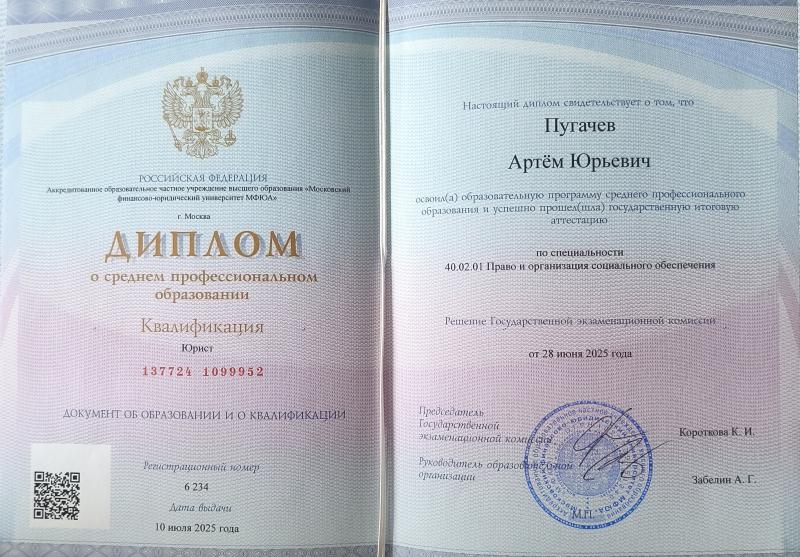 РОССИЙСКАЯ ФЕДЕРАЦИЯ
Аккредитованное образовательное частное учреждение высшего образования «Московский
финансово-юридический университет МФЮА»
г. Москва
ДИПЛОМ
о среднем профессиональном
образовании
Квалификация
Юрист
137724 1099952
ДОКУМЕНТ ОБ ОБРАЗОВАНИИ И О КВАЛИФИКАЦИИ
Регистрационный номер
6 234
Дата выдачи
10 июля 2025 года
Настоящий диплом свидетельствует о том, что
Пугачев
Артём Юрьевич
освоил(а) образовательную программу среднего профессионального
образования и успешно прошел(шла) государственную итоговую
аттестацию
по специальности
40.02.01 Право и организация социального обеспечения
Решение Государственной экзаменационной комиссии
от 28 июня 2025 года
Председатель
Государственной
экзаменационной комиссии
Короткова К. И.
Руководитель образовательной
организации
Забелин А. Г.
М.П.